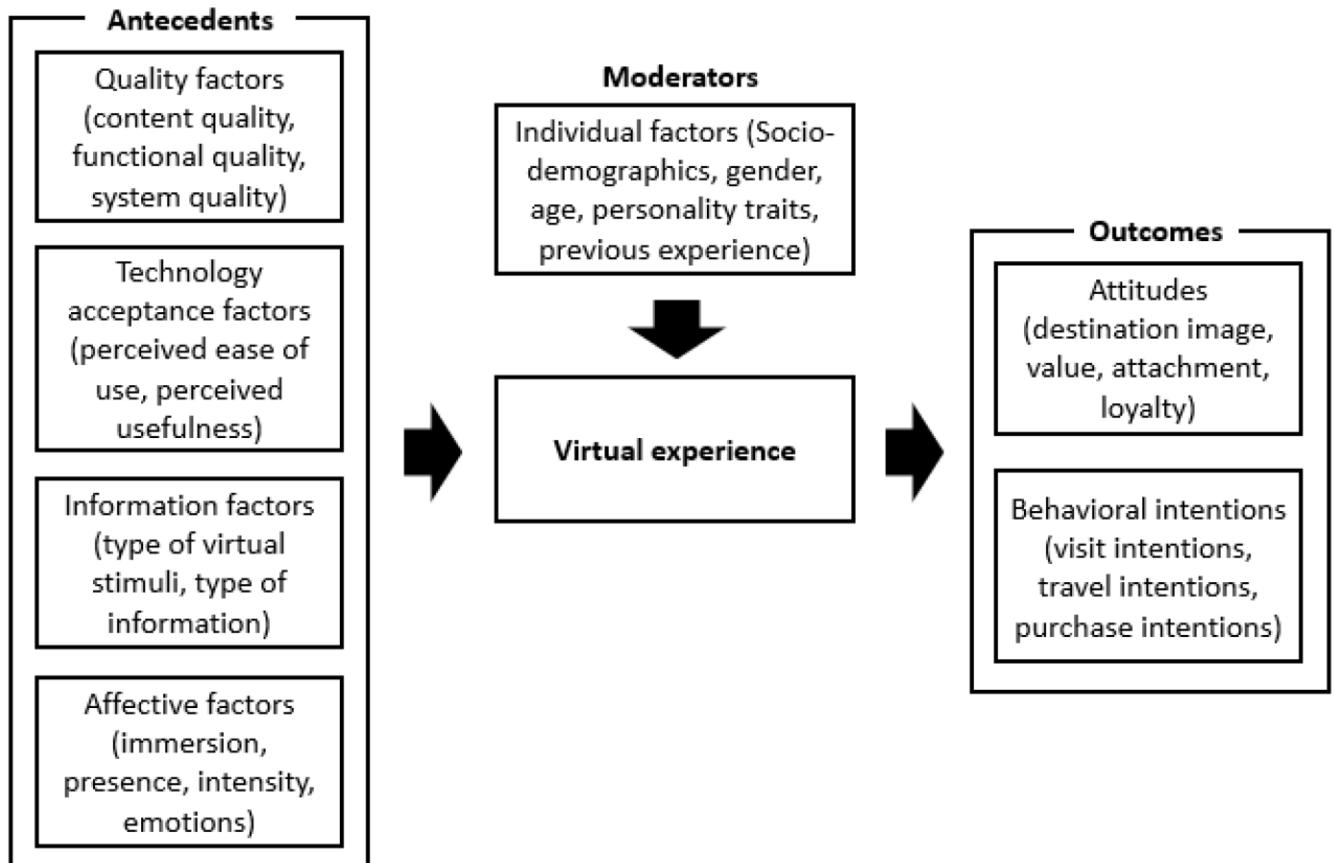 Antecedents
Quality factors
(content quality,
functional quality,
system quality)
Technology
acceptance factors
(perceived ease of
use, perceived
usefulness)
Information factors
(type of virtual
stimuli, type of
information)
Affective factors
(immersion,
presence, intensity,
emotions)
Moderators
Individual factors (Socio-
demographics, gender,
age, personality traits,
previous experience)
Virtual experience
Outcomes
Attitudes
(destination image,
value, attachment,
loyalty)
Behavioral intentions
(visit intentions,
travel intentions,
purchase intentions)